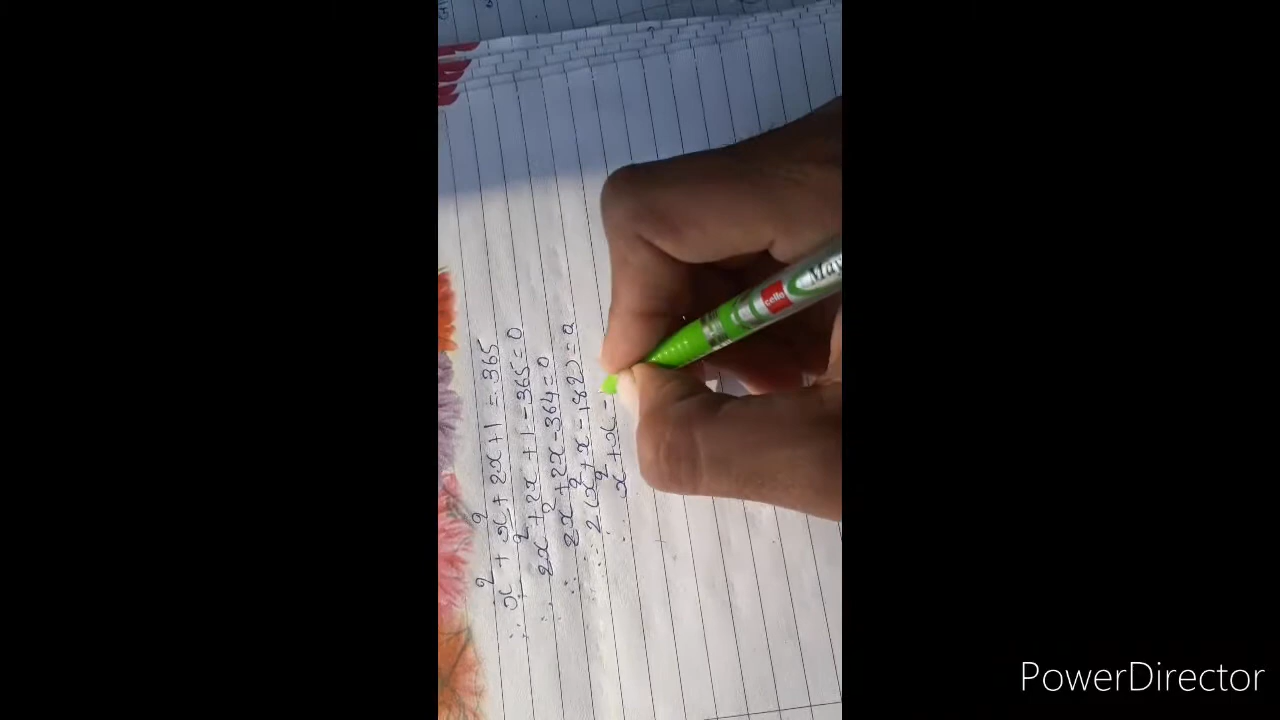 ∴ x² + x² + 2x + 1 = 365
∴ 2x² + 2x + 1 - 365 = 0
∴ 2x² + 2x - 364 = 0
∴ 2(x² + x - 182) = 0
∴ x² + x -
cello
May
PowerDirector